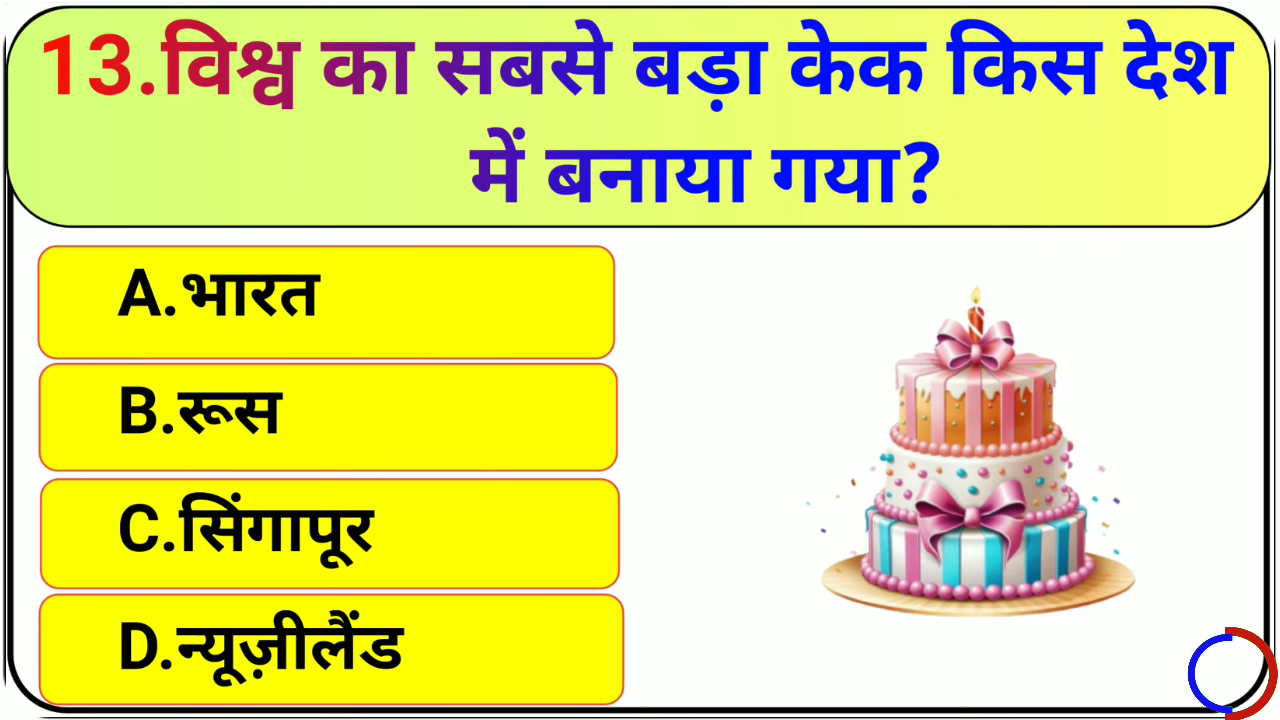 13.विश्व का सबसे बड़ा केक किस देश
में बनाया गया?
A.भारत
B.रूस
C.सिंगापूर
D.न्यूज़ीलैंड